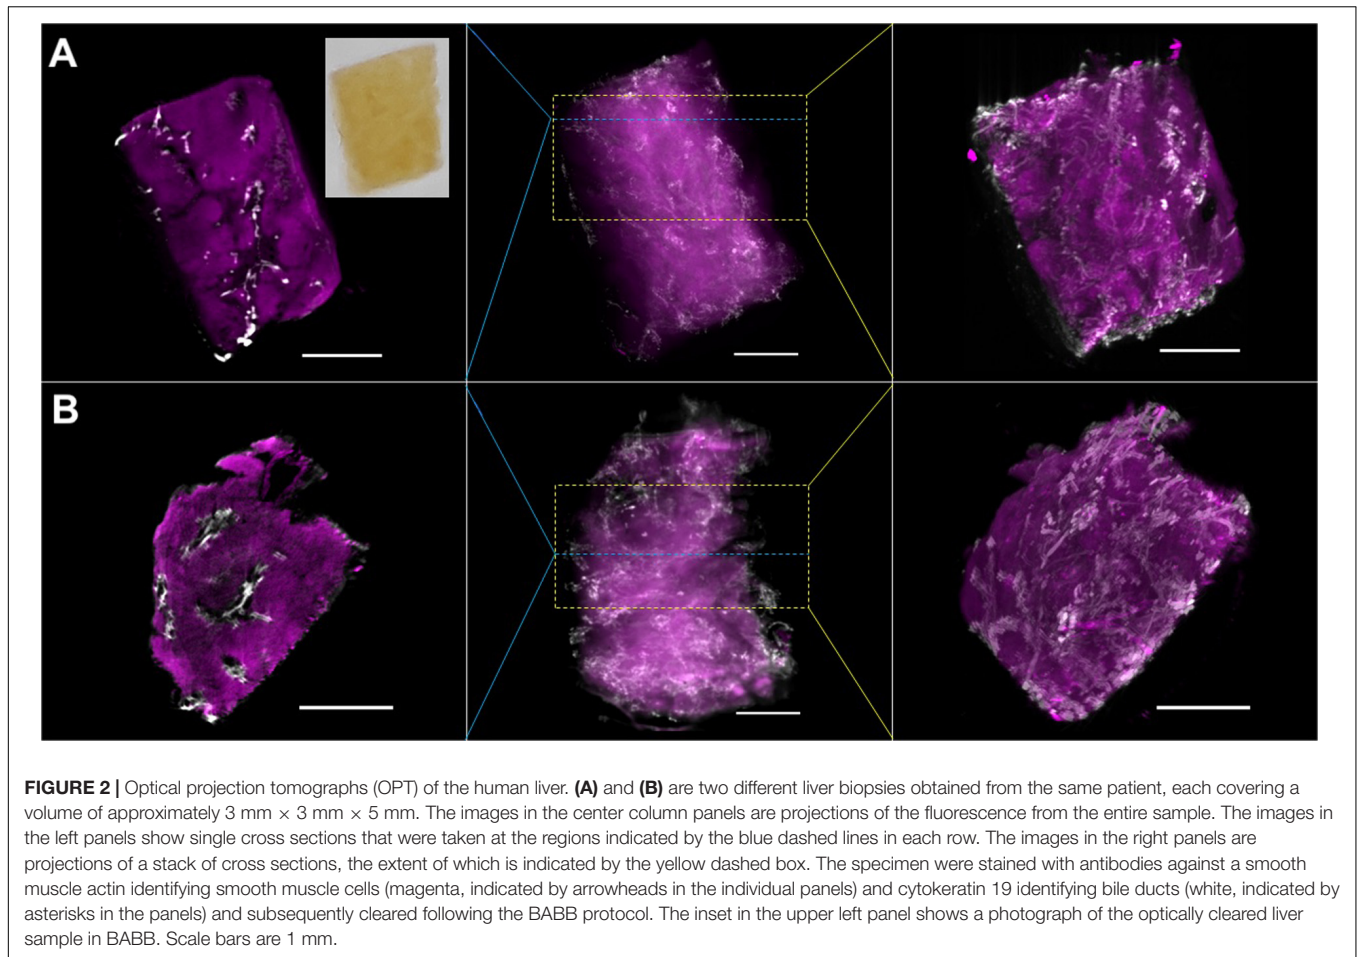 A
B
FIGURE 2 | Optical projection tomographs (OPT) of the human liver. (A) and (B) are two different liver biopsies obtained from the same patient, each covering a
volume of approximately 3 mm × 3 mm × 5 mm. The images in the center column panels are projections of the fluorescence from the entire sample. The images in
the left panels show single cross sections that were taken at the regions indicated by the blue dashed lines in each row. The images in the right panels are
projections of a stack of cross sections, the extent of which is indicated by the yellow dashed box. The specimen were stained with antibodies against a smooth
muscle actin identifying smooth muscle cells (magenta, indicated by arrowheads in the individual panels) and cytokeratin 19 identifying bile ducts (white, indicated by
asterisks in the panels) and subsequently cleared following the BABB protocol. The inset in the upper left panel shows a photograph of the optically cleared liver
sample in BABB. Scale bars are 1 mm.